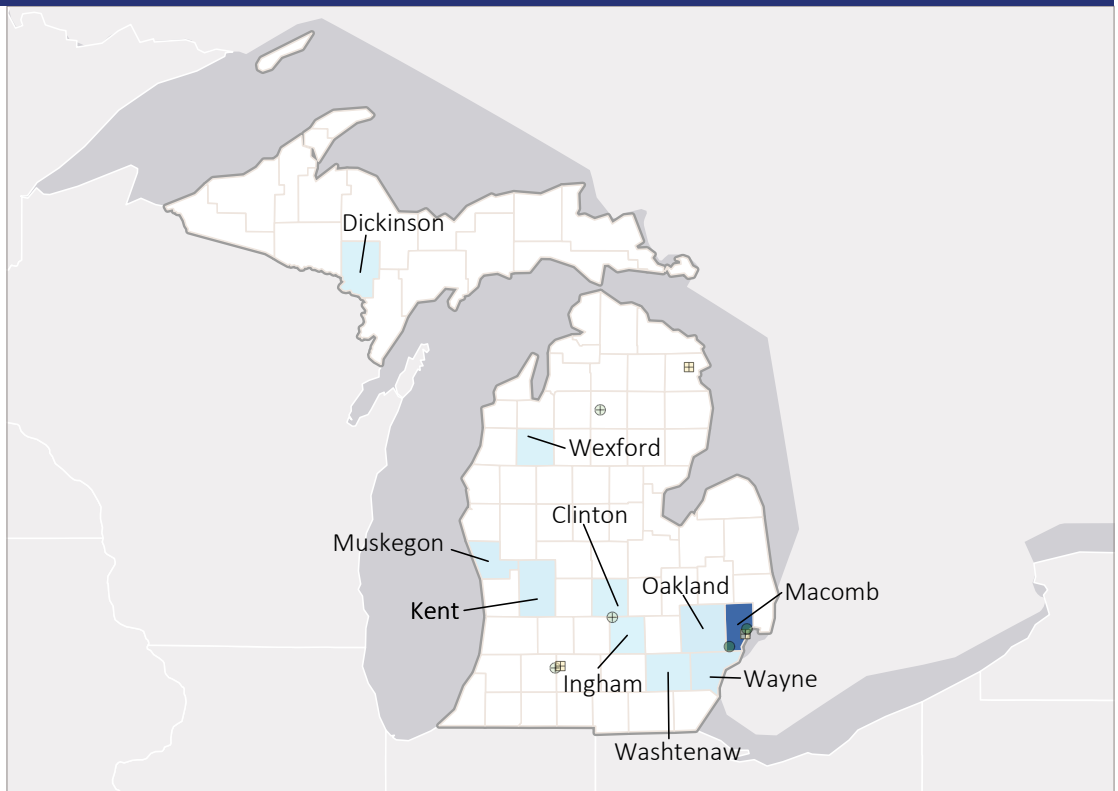 Dickinson
Wexford
Clinton
Muskegon
Oakland
Macomb
Kent
Ingham
Wayne
Washtenaw